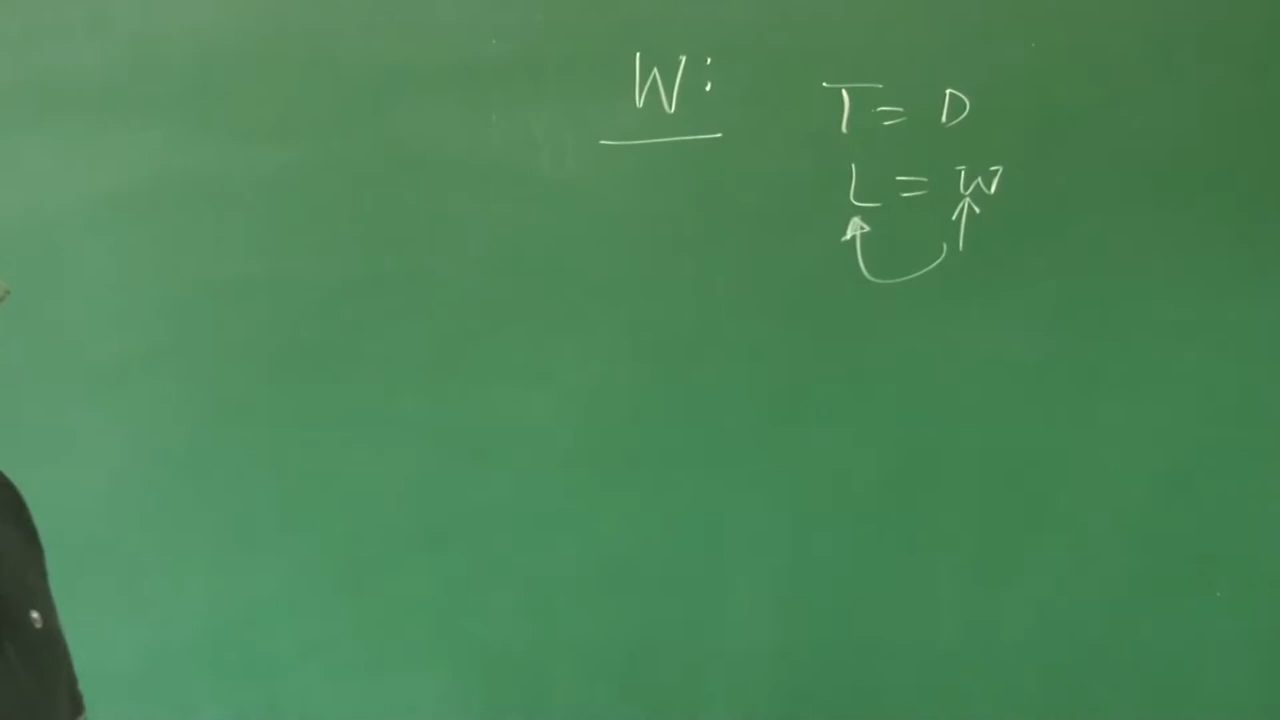 W: T = D
L = W